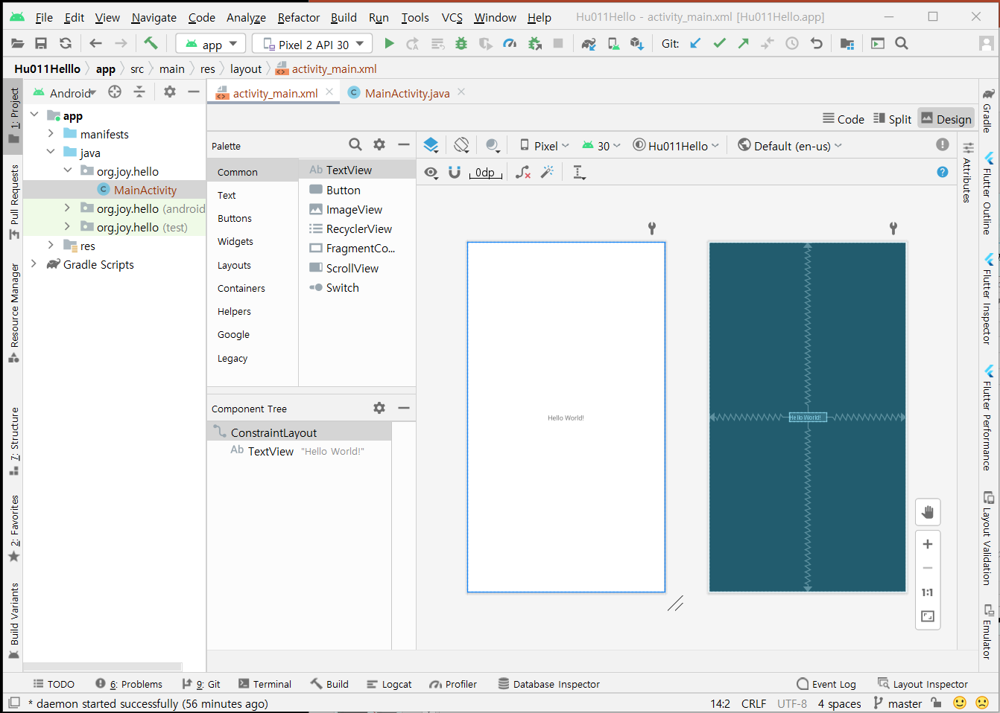 File Edit View Navigate Code Analyze Refactor Build Run Tools VCS Window Help Hu011Hello - activity_main.xml [Hu011Hello.app]
app Pixel 2 API 30 Git:
Hu011Helllo app src main res layout activity_main.xml
1: Project
Pull Requests
Resource Manager
7: Structure
2: Favorites
Build Variants
Android
app
manifests
java
org.joy.hello
MainActivity
org.joy.hello (android
org.joy.hello (test)
res
Gradle Scripts
activity_main.xml MainActivity.java
Code Split Design
Palette
Common
Text
Buttons
Widgets
Layouts
Containers
Helpers
Google
Legacy
Ab TextView
Button
ImageView
RecyclerView
FragmentCo...
ScrollView
Switch
Component Tree
ConstraintLayout
Ab TextView "Hello World!"
Pixel 30 Hu011Hello Default (en-us)
0dp
Hello World!
Hello World!
1:1
Attributes
Gradle
Flutter Outline
Flutter Inspector
Flutter Performance
Layout Validation
Emulator
TODO 6: Problems 9: Git Terminal Build Logcat Profiler Database Inspector Event Log Layout Inspector
* daemon started successfully (56 minutes ago) 14:2 CRLF UTF-8 4 spaces master